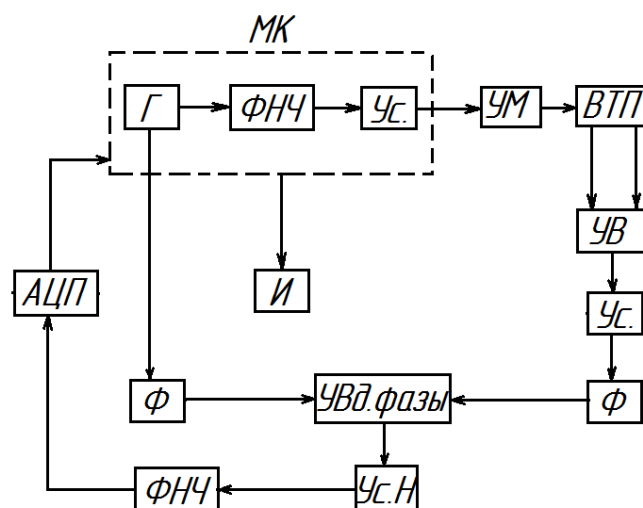 МК
Г
ФНЧ
Ус.
УМ
ВТП
УВ
АЦП
И
Ус.
Ф
УВд.фазы
Ф
ФНЧ
Ус.Н